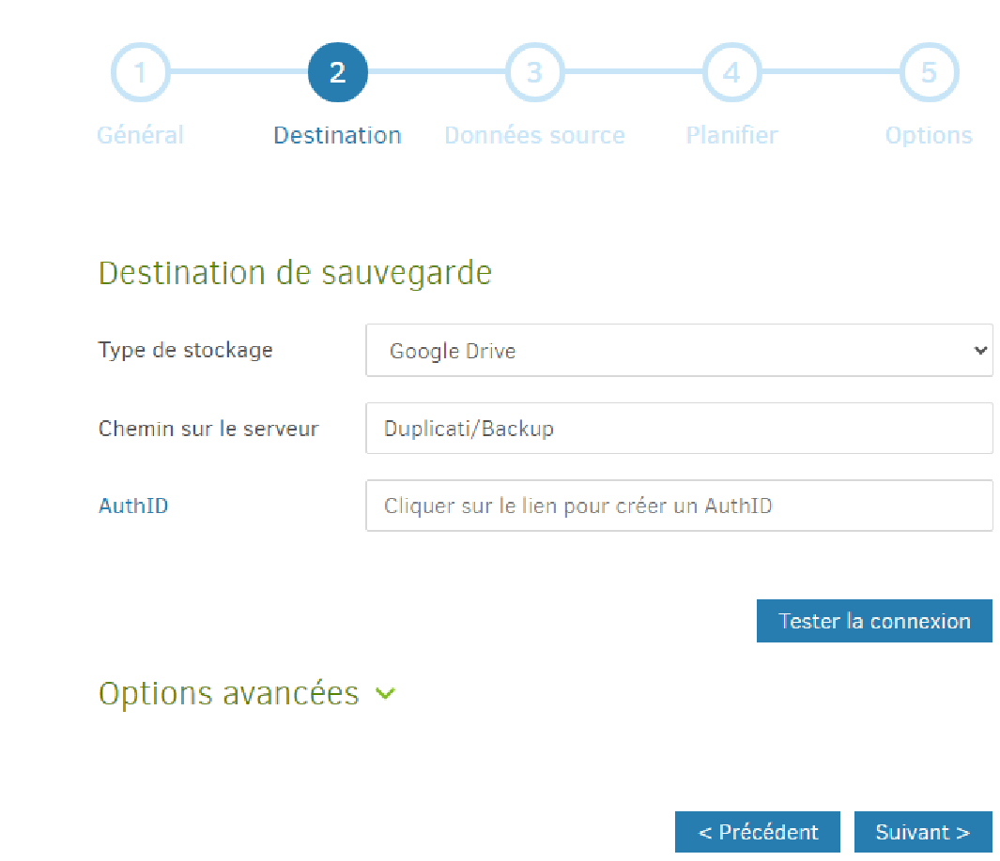 1 2 3 4 5
Général Destination Données source Planifier Options
Destination de sauvegarde
Type de stockage Google Drive
Chemin sur le serveur Duplicati/Backup
AuthID Cliquer sur le lien pour créer un AuthID
Tester la connexion
Options avancées
< Précédent Suivant >